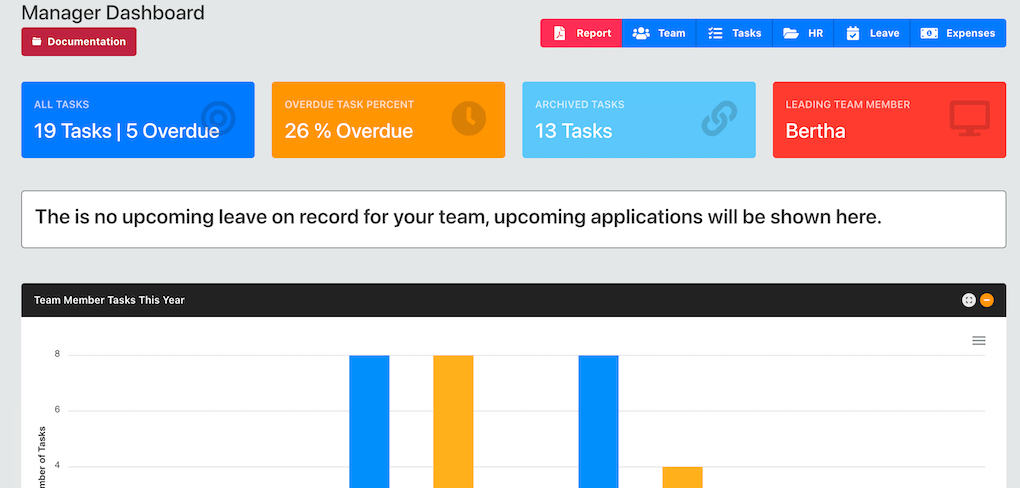 Manager Dashboard
Documentation
Report Team Tasks HR Leave Expenses
ALL TASKS
19 Tasks | 5 Overdue
OVERDUE TASK PERCENT
26 % Overdue
ARCHIVED TASKS
13 Tasks
LEADING TEAM MEMBER
Bertha
The is no upcoming leave on record for your team, upcoming applications will be shown here.
Team Member Tasks This Year
8
6
4
of Tasks